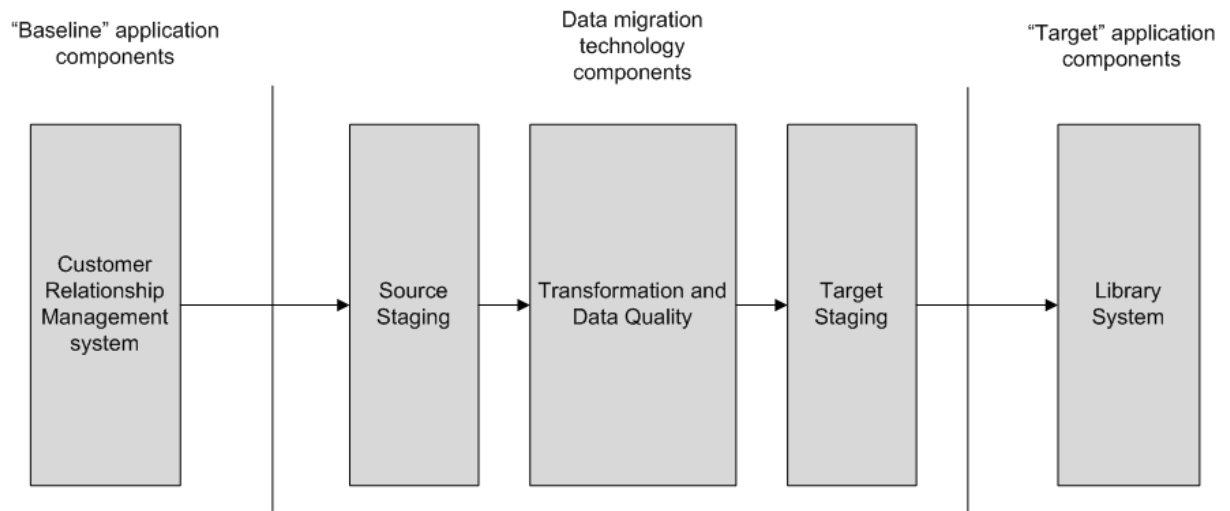 “Baseline” application
components
Data migration
technology
components
“Target” application
components
Customer
Relationship
Management
system
Source
Staging
Transformation and
Data Quality
Target
Staging
Library
System